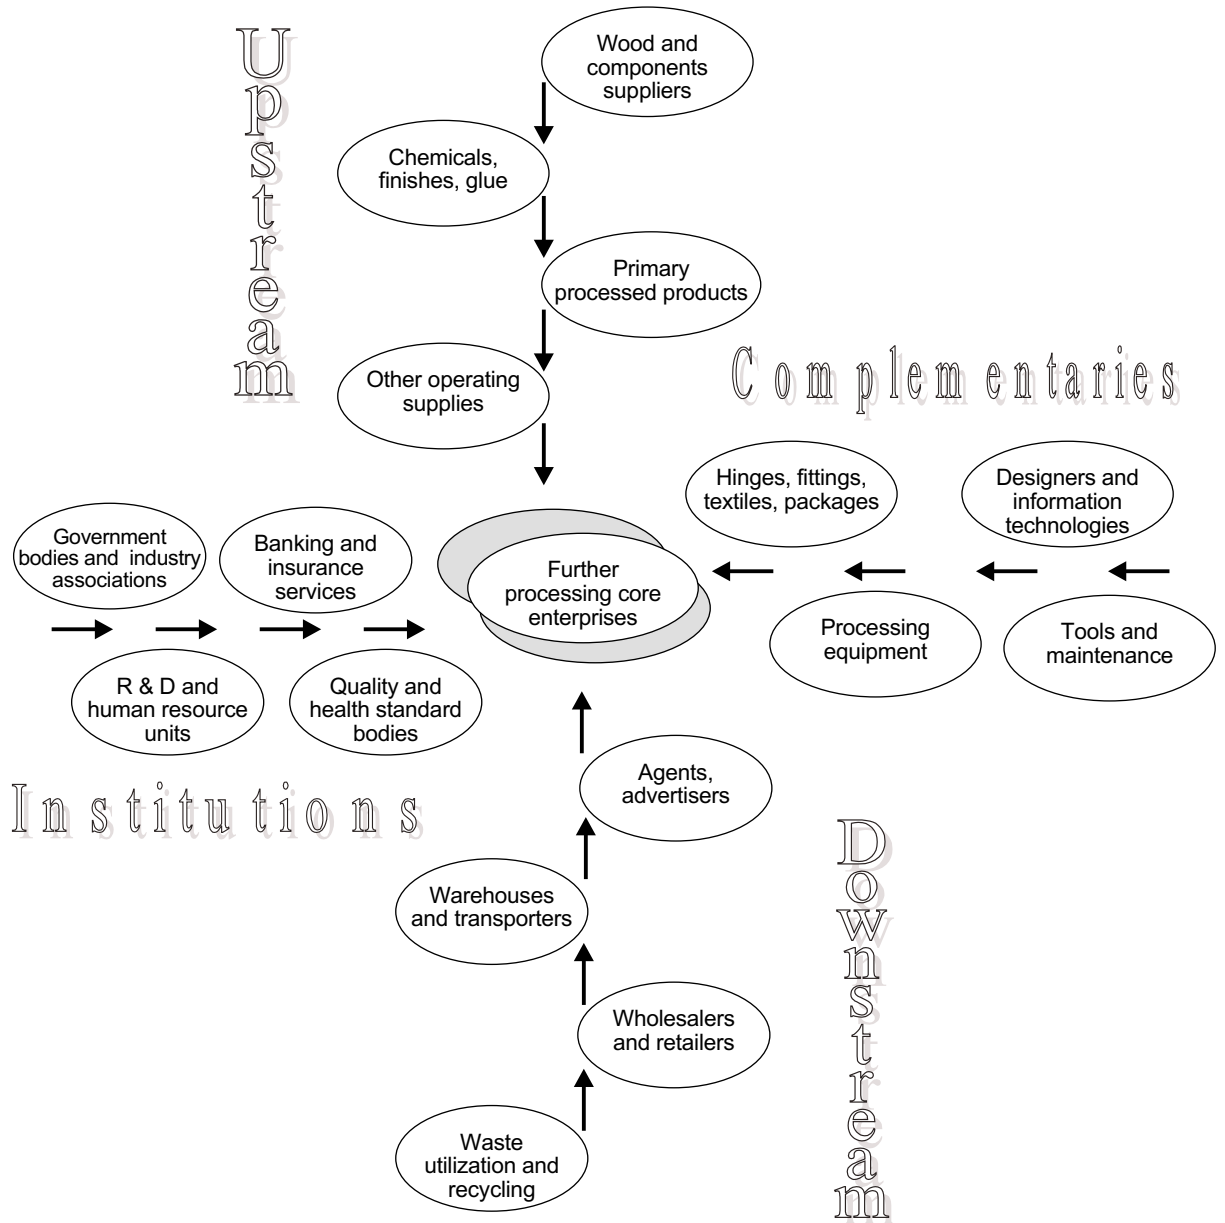 Upstream
Wood and
components
suppliers
Chemicals,
finishes, glue
Primary
processed products
Other operating
supplies
Complementaries
Hinges, fittings,
textiles, packages
Designers and
information
technologies
Government
bodies and industry
associations
Banking and
insurance
services
Further
processing core
enterprises
Processing
equipment
Tools and
maintenance
R & D and
human resource
units
Quality and
health standard
bodies
Institutions
Agents,
advertisers
Downstream
Warehouses
and transporters
Wholesalers
and retailers
Waste
utilization and
recycling